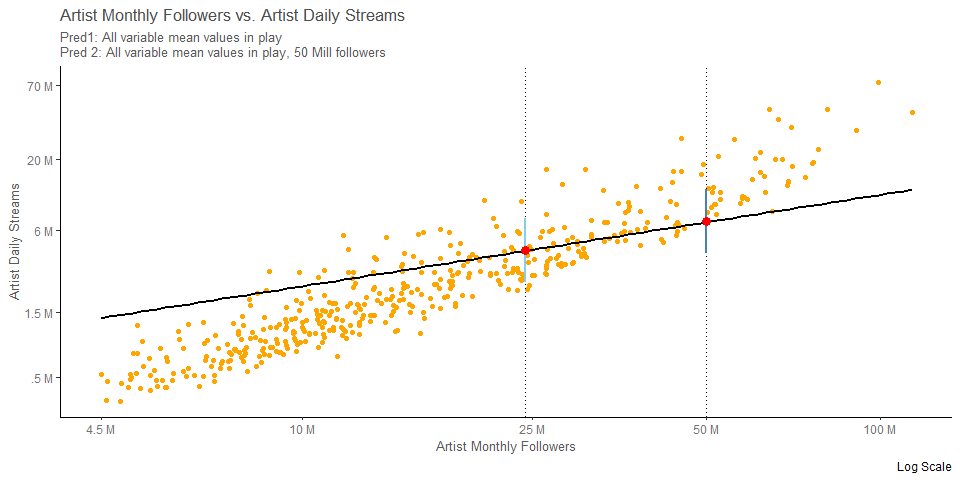 Artist Monthly Followers vs. Artist Daily Streams
Pred1: All variable mean values in play
Pred 2: All variable mean values in play, 50 Mill followers
70 M
20 M
6 M
1.5 M
.5 M
Artist Daily Streams
4.5 M
10 M
25 M
50 M
100 M
Artist Monthly Followers
Log Scale